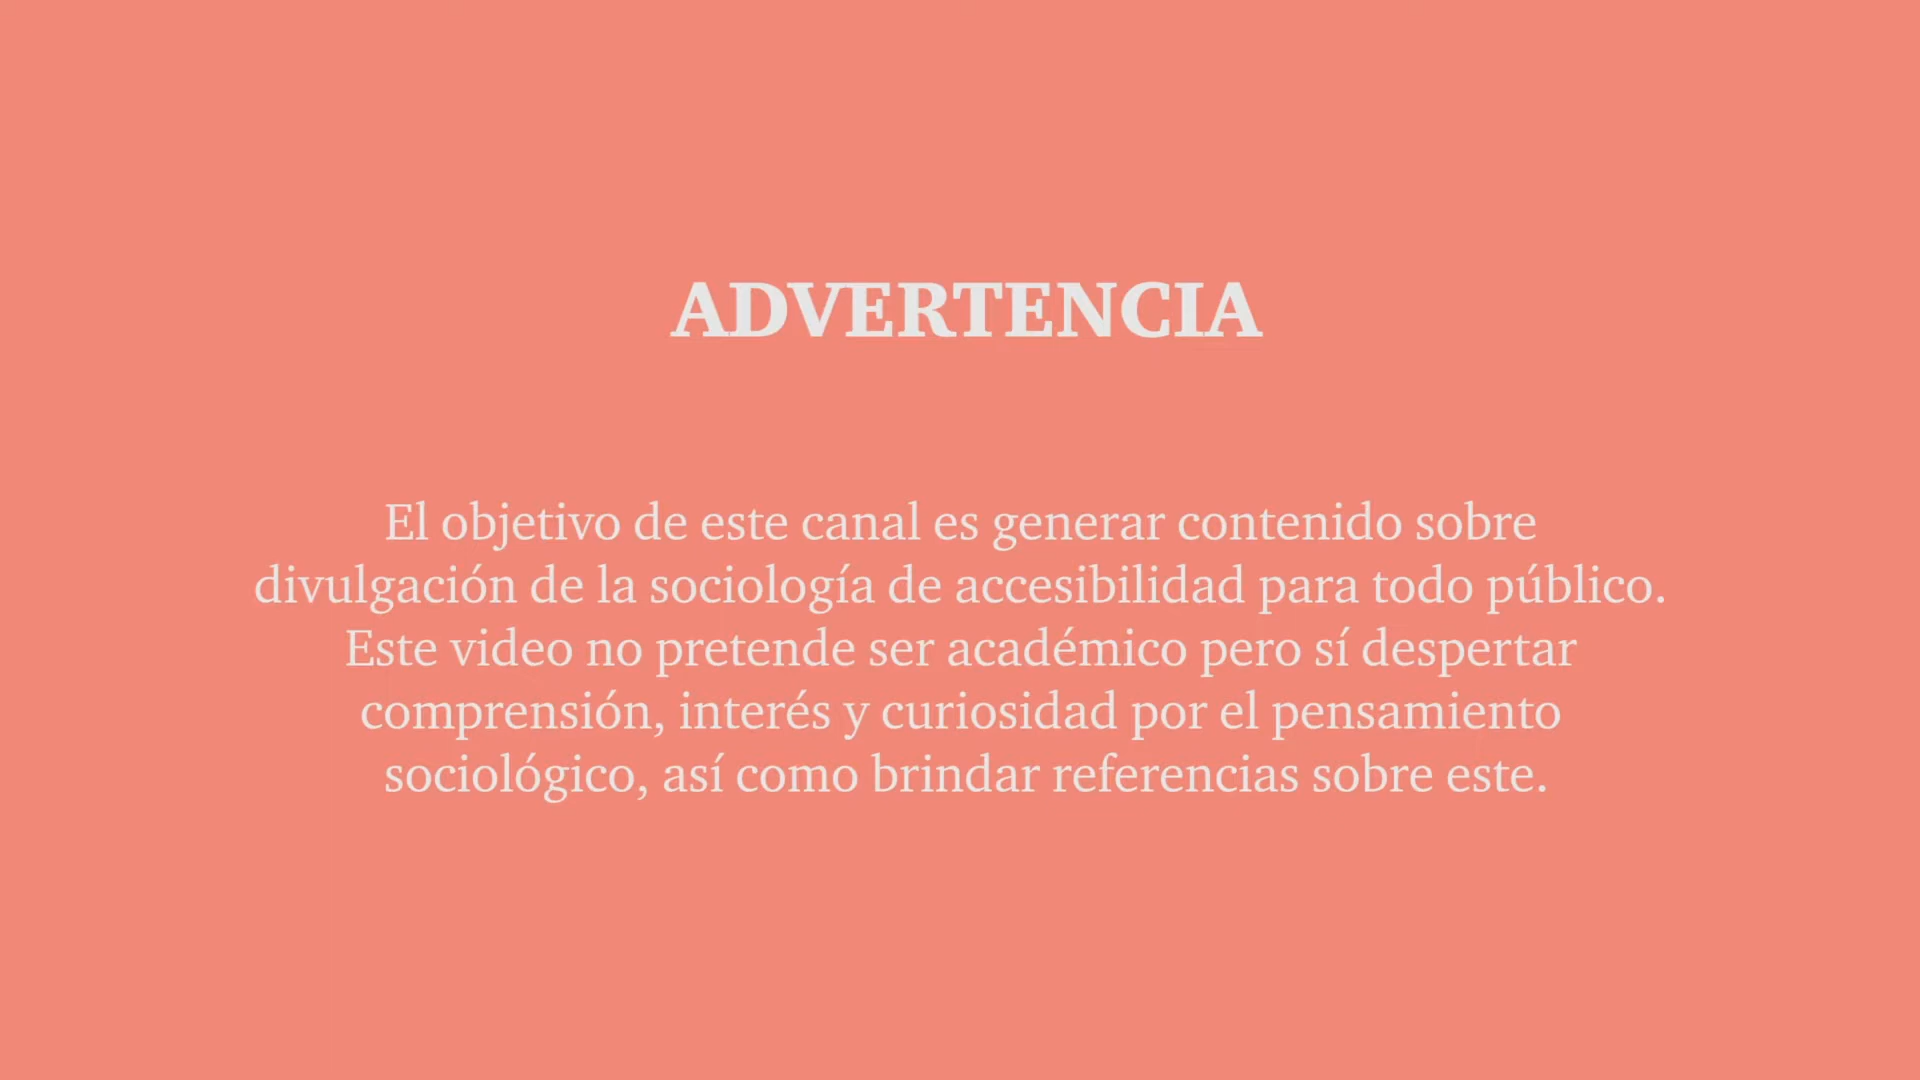 ADVERTENCIA
El objetivo de este canal es generar contenido sobre
divulgación de la sociología de accesibilidad para todo público.
Este video no pretende ser académico pero sí despertar
comprensión, interés y curiosidad por el pensamiento
sociológico, así como brindar referencias sobre este.